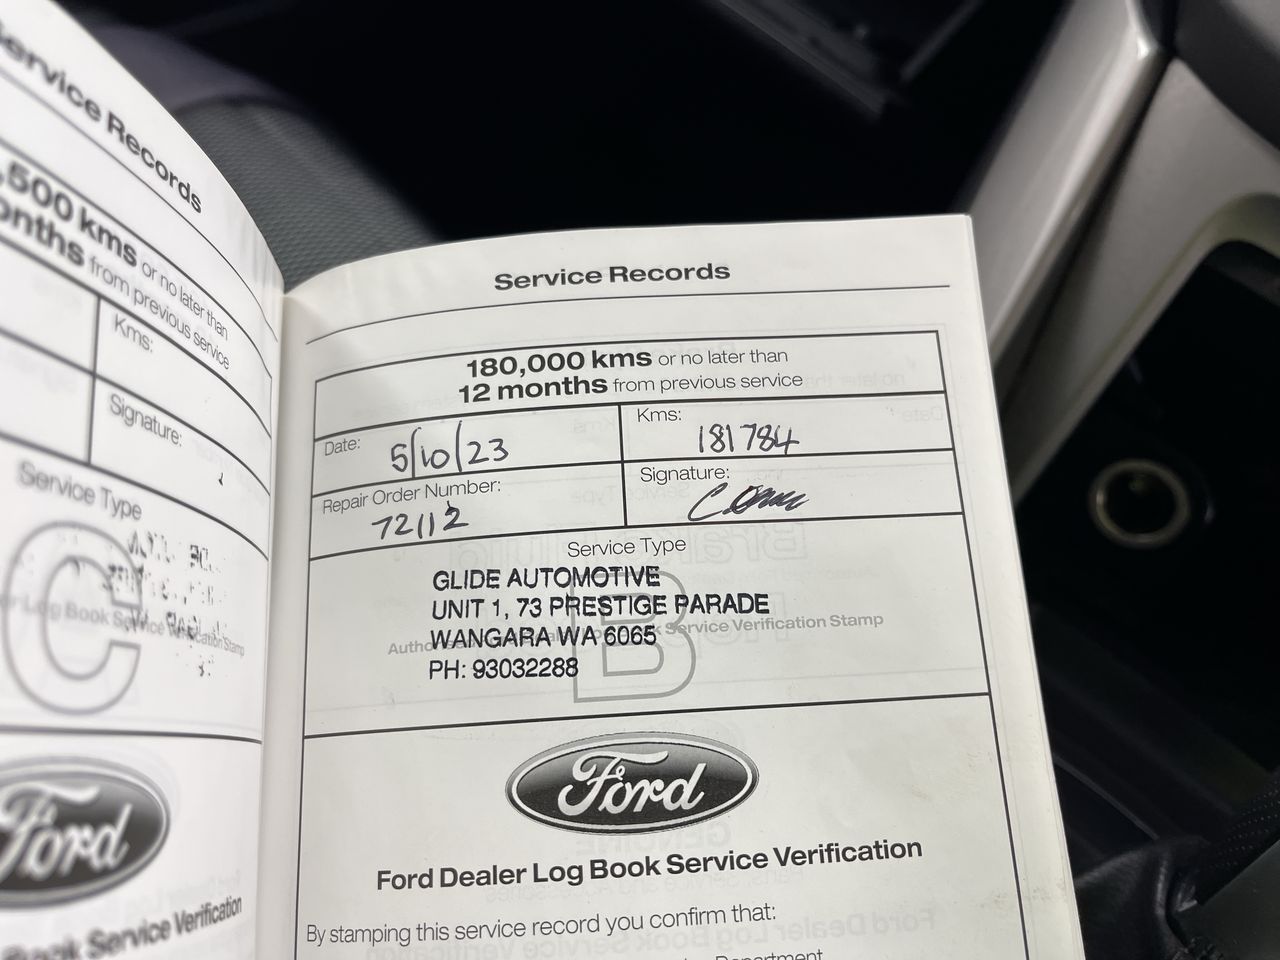 Service Records
,500 kms or no later than
onths from previous service
Kms:
Signature:
Service Type
C
Log Book Service Verification Stamp
Ford
Book Service Verification
Service Records
180,000 kms or no later than
12 months from previous service
Date: 5/10/23
Kms: 181784
Repair Order Number: 72112
Signature:
Service Type
B
GLIDE AUTOMOTIVE
UNIT 1, 73 PRESTIGE PARADE
WANGARA WA 6065
Service Verification Stamp
PH: 93032288
Ford
Ford Dealer Log Book Service Verification
By stamping this service record you confirm that:
Department